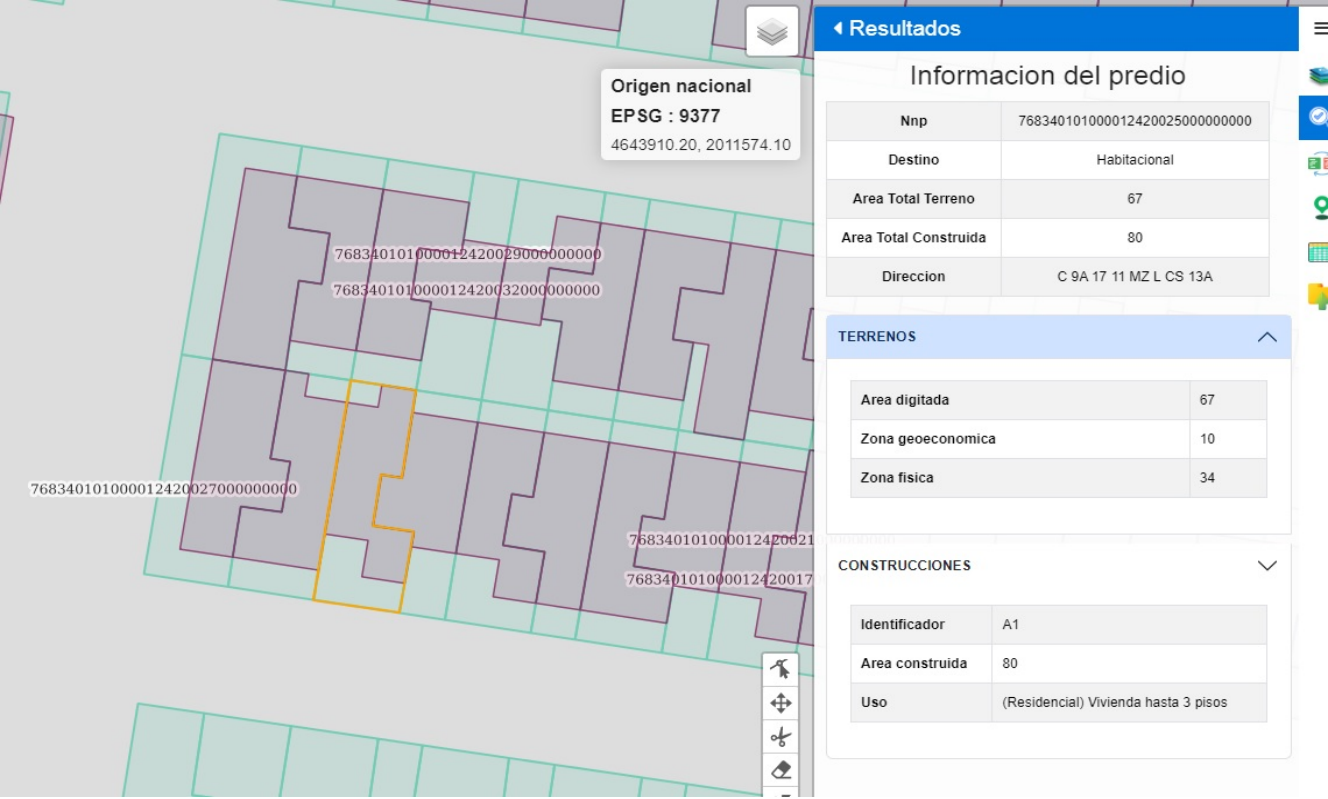 Origen nacional
EPSG : 9377
4643910.20, 2011574.10
768340101000012420029000000000
768340101000012420032000000000
768340101000012420027000000000
768340101000012420021
768340101000012420017
Resultados
Informacion del predio
Nnp 768340101000012420025000000000
Destino Habitacional
Area Total Terreno 67
Area Total Construida 80
Direccion C 9A 17 11 MZ L CS 13A
TERRENOS
Area digitada 67
Zona geoeconomica 10
Zona fisica 34
CONSTRUCCIONES
Identificador A1
Area construida 80
Uso (Residencial) Vivienda hasta 3 pisos